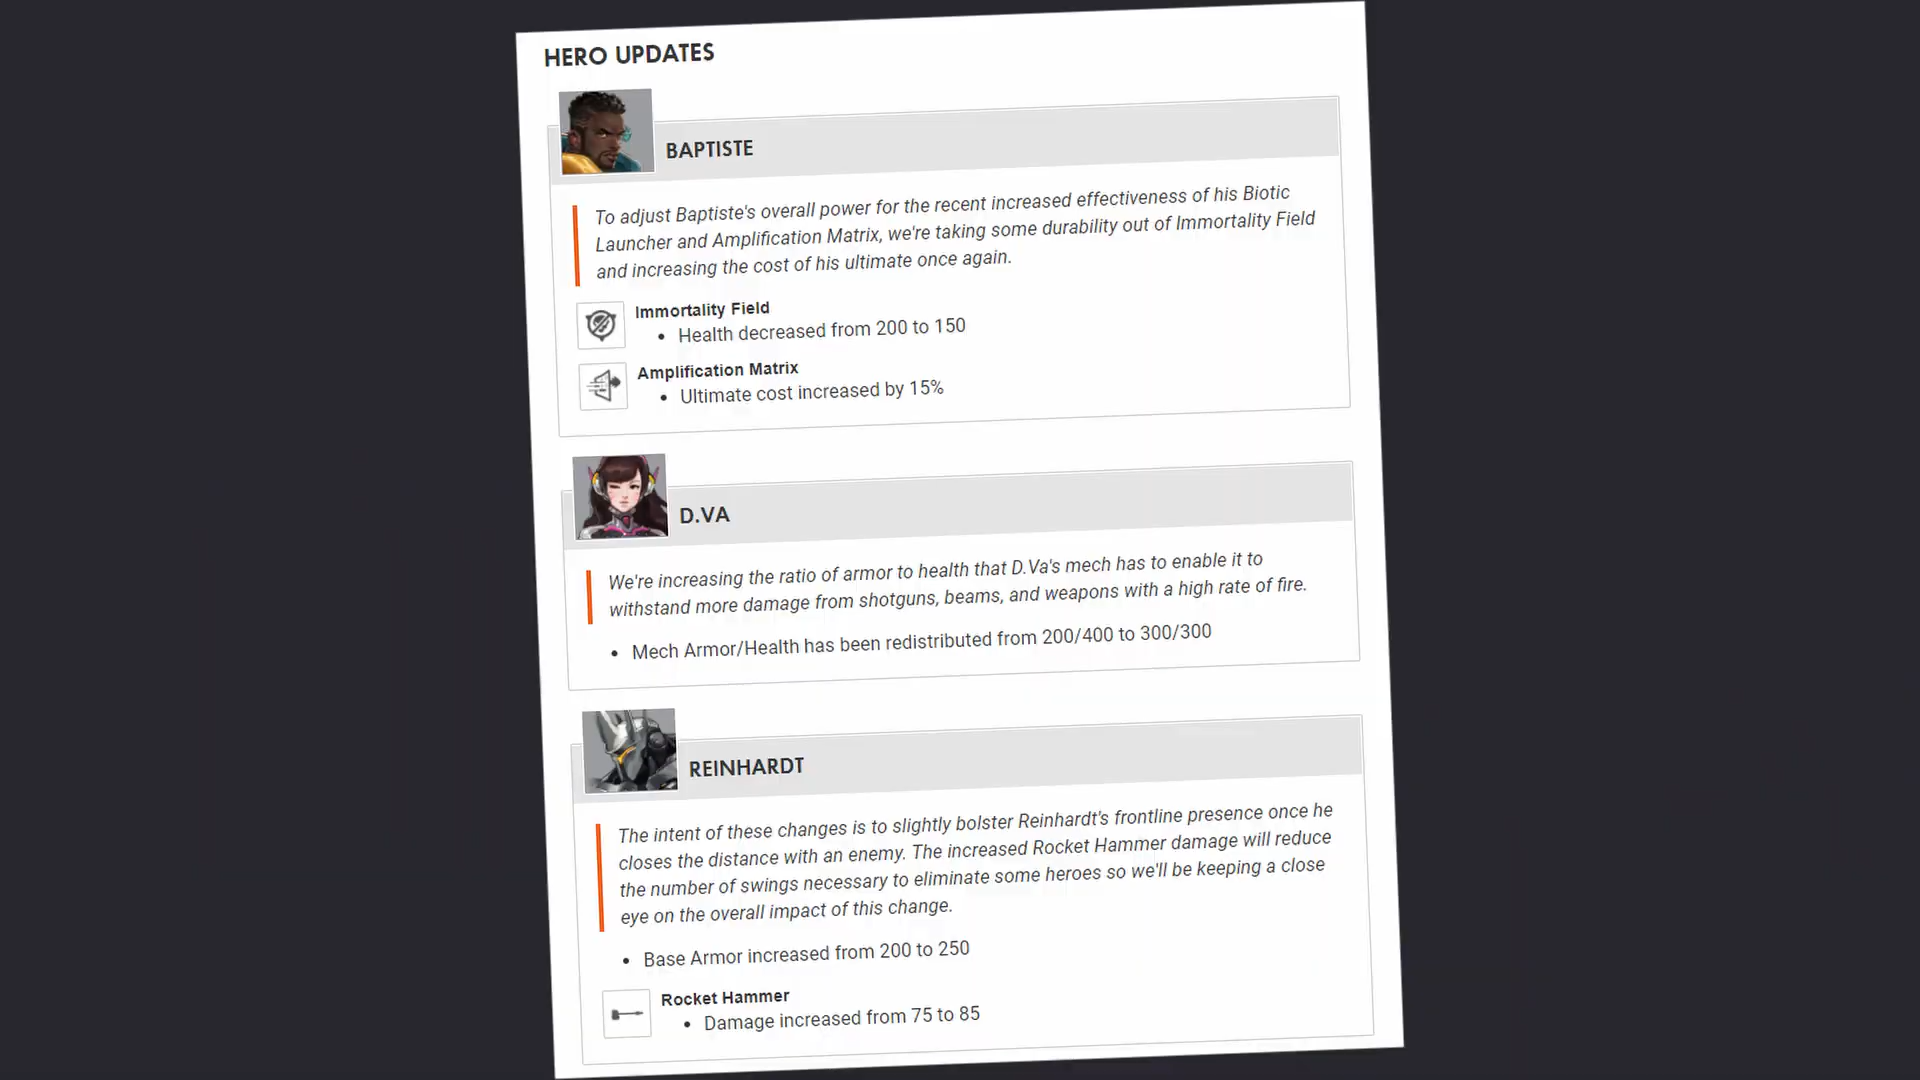 HERO UPDATES
BAPTISTE
To adjust Baptiste's overall power for the recent increased effectiveness of his Biotic
Launcher and Amplification Matrix, we're taking some durability out of Immortality Field
and increasing the cost of his ultimate once again.
Immortality Field
• Health decreased from 200 to 150
Amplification Matrix
• Ultimate cost increased by 15%
D.VA
We're increasing the ratio of armor to health that D.Va's mech has to enable it to
withstand more damage from shotguns, beams, and weapons with a high rate of fire.
• Mech Armor/Health has been redistributed from 200/400 to 300/300
REINHARDT
The intent of these changes is to slightly bolster Reinhardt's frontline presence once he
closes the distance with an enemy. The increased Rocket Hammer damage will reduce
the number of swings necessary to eliminate some heroes so we'll be keeping a close
eye on the overall impact of this change.
• Base Armor increased from 200 to 250
Rocket Hammer
• Damage increased from 75 to 85